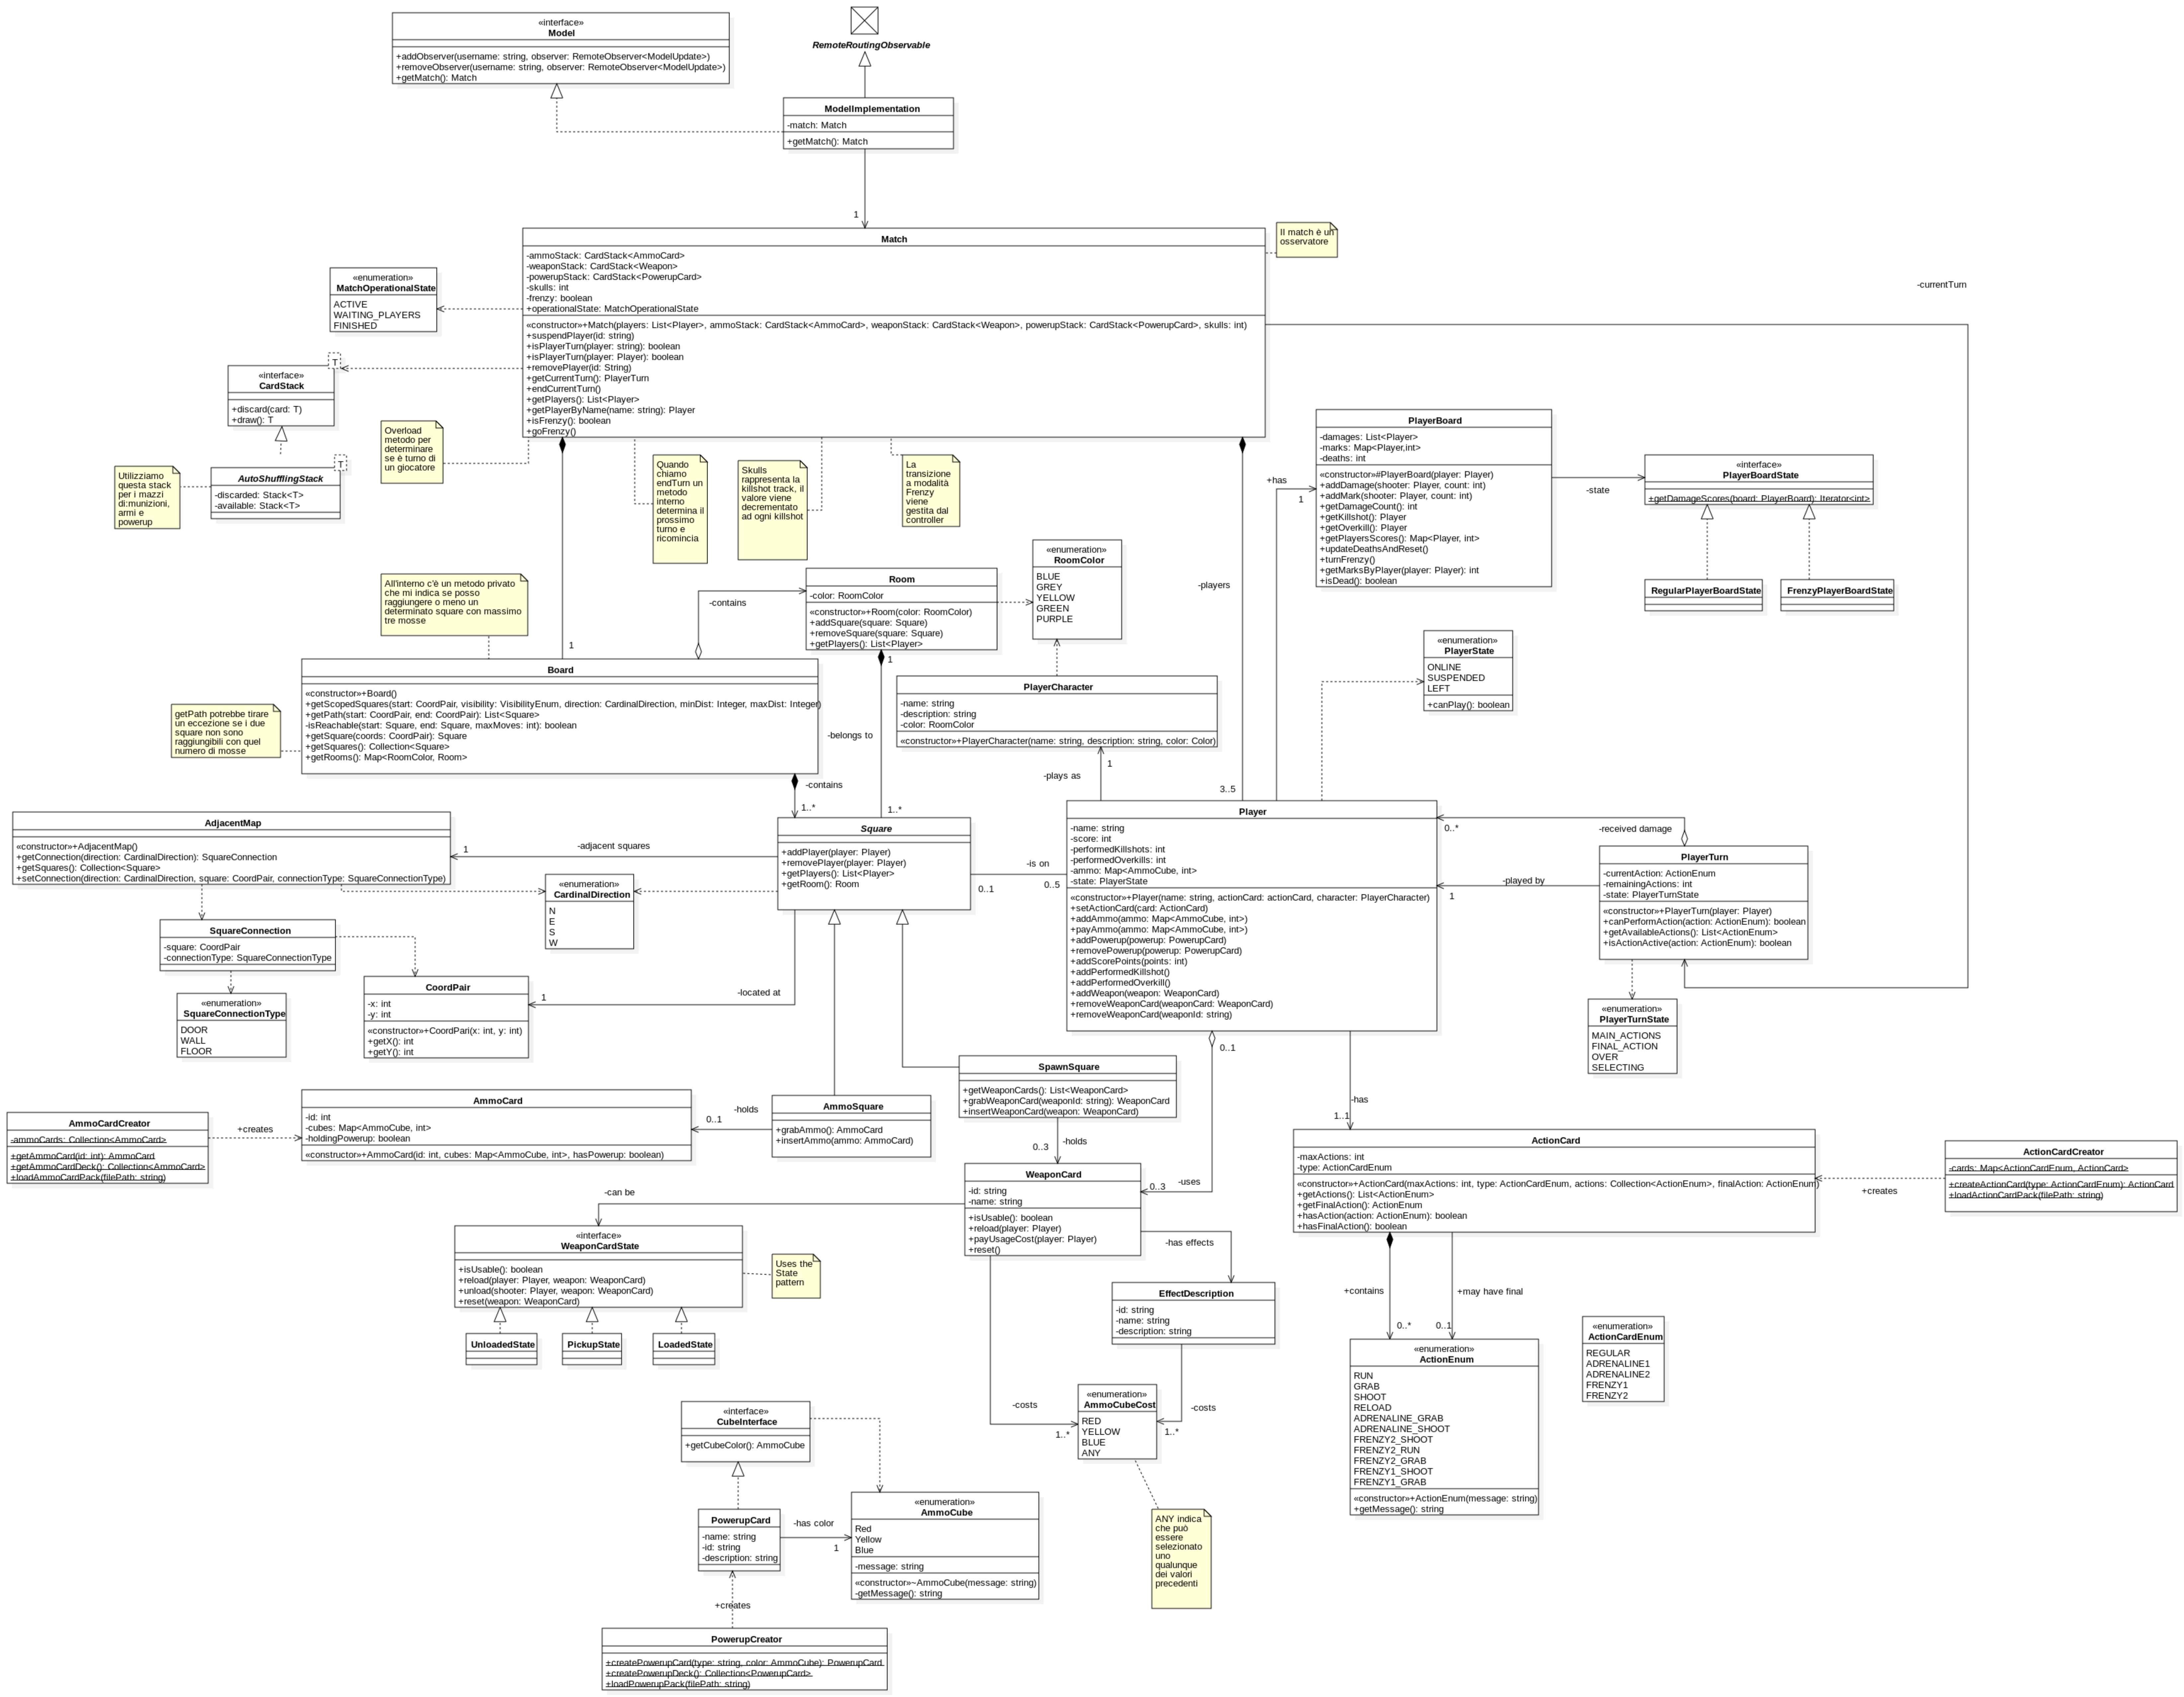 «interface»
Model
+addObserver(username: string, observer: RemoteObserver<ModelUpdate>)
+removeObserver(username: string, observer: RemoteObserver<ModelUpdate>)
+getMatch(): Match
RemoteRoutingObservable
ModelImplementation
-match: Match
+getMatch(): Match
1
Match
-ammoStack: CardStack<AmmoCard>
-weaponStack: CardStack<Weapon>
-powerupStack: CardStack<PowerupCard>
-skulls: int
-frenzy: boolean
+operationalState: MatchOperationalState
«constructor»+Match(players: List<Player>, ammoStack: CardStack<AmmoCard>, weaponStack: CardStack<Weapon>, powerupStack: CardStack<PowerupCard>, skulls: int)
+suspendPlayer(id: string)
+isPlayerTurn(player: string): boolean
+isPlayerTurn(player: Player): boolean
+removePlayer(id: String)
+getCurrentTurn(): PlayerTurn
+endCurrentTurn()
+getPlayers(): List<Player>
+getPlayerByName(name: string): Player
+isFrenzy(): boolean
+goFrenzy()
Il match è un
osservatore
-currentTurn
«enumeration»
MatchOperationalState
ACTIVE
WAITING_PLAYERS
FINISHED
T
«interface»
CardStack
+discard(card: T)
+draw(): T
T
AutoShufflingStack
-discarded: Stack<T>
-available: Stack<T>
Utilizziamo
questa stack
per i mazzi
di:munizioni,
armi e
powerup
Overload
metodo per
determinare
se è turno di
un giocatore
Quando
chiamo
endTurn un
metodo
interno
determina il
prossimo
turno e
ricomincia
Skulls
rappresenta la
killshot track, il
valore viene
decrementato
ad ogni killshot
La
transizione
a modalità
Frenzy
viene
gestita dal
controller
PlayerBoard
-damages: List<Player>
-marks: Map<Player,int>
-deaths: int
«constructor»#PlayerBoard(player: Player)
+addDamage(shooter: Player, count: int)
+addMark(shooter: Player, count: int)
+getDamageCount(): int
+getKillshot(): Player
+getOverkill(): Player
+getPlayersScores(): Map<Player, int>
+updateDeathsAndReset()
+turnFrenzy()
+getMarksByPlayer(player: Player): int
+isDead(): boolean
+has
1
-state
«interface»
PlayerBoardState
+getDamageScores(board: PlayerBoard): Iterator<int>
RegularPlayerBoardState
FrenzyPlayerBoardState
All'interno c'è un metodo privato
che mi indica se posso
raggiungere o meno un
determinato square con massimo
tre mosse
-contains
1
Room
-color: RoomColor
«constructor»+Room(color: RoomColor)
+addSquare(square: Square)
+removeSquare(square: Square)
+getPlayers(): List<Player>
1
«enumeration»
RoomColor
BLUE
GREY
YELLOW
GREEN
PURPLE
-players
«enumeration»
PlayerState
ONLINE
SUSPENDED
LEFT
+canPlay(): boolean
Board
«constructor»+Board()
+getScopedSquares(start: CoordPair, visibility: VisibilityEnum, direction: CardinalDirection, minDist: Integer, maxDist: Integer)
+getPath(start: CoordPair, end: CoordPair): List<Square>
-isReachable(start: Square, end: Square, maxMoves: int): boolean
+getSquare(coords: CoordPair): Square
+getSquares(): Collection<Square>
+getRooms(): Map<RoomColor, Room>
getPath potrebbe tirare
un eccezione se i due
square non sono
raggiungibili con quel
numero di mosse
PlayerCharacter
-name: string
-description: string
-color: RoomColor
«constructor»+PlayerCharacter(name: string, description: string, color: Color)
-belongs to
-contains
1..*
1..*
-plays as
1
3..5
AdjacentMap
«constructor»+AdjacentMap()
+getConnection(direction: CardinalDirection): SquareConnection
+getSquares(): Collection<Square>
+setConnection(direction: CardinalDirection, square: CoordPair, connectionType: SquareConnectionType)
1
-adjacent squares
Square
+addPlayer(player: Player)
+removePlayer(player: Player)
+getPlayers(): List<Player>
+getRoom(): Room
-is on
0..1
0..5
Player
-name: string
-score: int
-performedKillshots: int
-performedOverkills: int
-ammo: Map<AmmoCube, int>
-state: PlayerState
«constructor»+Player(name: string, actionCard: actionCard, character: PlayerCharacter)
+setActionCard(card: ActionCard)
+addAmmo(ammo: Map<AmmoCube, int>)
+payAmmo(ammo: Map<AmmoCube, int>)
+addPowerup(powerup: PowerupCard)
+removePowerup(powerup: PowerupCard)
+addScorePoints(points: int)
+addPerformedKillshot()
+addPerformedOverkill()
+addWeapon(weapon: WeaponCard)
+removeWeaponCard(weaponCard: WeaponCard)
+removeWeaponCard(weaponId: string)
0..*
-received damage
-played by
1
PlayerTurn
-currentAction: ActionEnum
-remainingActions: int
-state: PlayerTurnState
«constructor»+PlayerTurn(player: Player)
+canPerformAction(action: ActionEnum): boolean
+getAvailableActions(): List<ActionEnum>
+isActionActive(action: ActionEnum): boolean
«enumeration»
PlayerTurnState
MAIN_ACTIONS
FINAL_ACTION
OVER
SELECTING
«enumeration»
CardinalDirection
N
E
S
W
SquareConnection
-square: CoordPair
-connectionType: SquareConnectionType
«enumeration»
SquareConnectionType
DOOR
WALL
FLOOR
CoordPair
-x: int
-y: int
«constructor»+CoordPari(x: int, y: int)
+getX(): int
+getY(): int
1
-located at
SpawnSquare
+getWeaponCards(): List<WeaponCard>
+grabWeaponCard(weaponId: string): WeaponCard
+insertWeaponCard(weapon: WeaponCard)
0..1
-has
1..1
AmmoCardCreator
-ammoCards: Collection<AmmoCard>
+getAmmoCard(id: int): AmmoCard
+getAmmoCardDeck(): Collection<AmmoCard>
+loadAmmoCardPack(filePath: string)
+creates
AmmoCard
-id: int
-cubes: Map<AmmoCube, int>
-holdingPowerup: boolean
«constructor»+AmmoCard(id: int, cubes: Map<AmmoCube, int>, hasPowerup: boolean)
-holds
0..1
AmmoSquare
+grabAmmo(): AmmoCard
+insertAmmo(ammo: AmmoCard)
-holds
0..3
WeaponCard
-id: string
-name: string
+isUsable(): boolean
+reload(player: Player)
+payUsageCost(player: Player)
+reset()
-uses
0..3
ActionCard
-maxActions: int
-type: ActionCardEnum
«constructor»+ActionCard(maxActions: int, type: ActionCardEnum, actions: Collection<ActionEnum>, finalAction: ActionEnum)
+getActions(): List<ActionEnum>
+getFinalAction(): ActionEnum
+hasAction(action: ActionEnum): boolean
+hasFinalAction(): boolean
+creates
ActionCardCreator
-cards: Map<ActionCardEnum, ActionCard>
+createActionCard(type: ActionCardEnum): ActionCard
+loadActionCardPack(filePath: string)
-can be
«interface»
WeaponCardState
+isUsable(): boolean
+reload(player: Player, weapon: WeaponCard)
+unload(shooter: Player, weapon: WeaponCard)
+reset(weapon: WeaponCard)
Uses the
State
pattern
UnloadedState
PickupState
LoadedState
-has effects
EffectDescription
-id: string
-name: string
-description: string
-costs
1..*
-costs
1..*
«enumeration»
AmmoCubeCost
RED
YELLOW
BLUE
ANY
ANY indica
che può
essere
selezionato
uno
qualunque
dei valori
precedenti
+contains
0..*
+may have final
0..1
«enumeration»
ActionEnum
RUN
GRAB
SHOOT
RELOAD
ADRENALINE_GRAB
ADRENALINE_SHOOT
FRENZY2_SHOOT
FRENZY2_RUN
FRENZY2_GRAB
FRENZY1_SHOOT
FRENZY1_GRAB
«constructor»+ActionEnum(message: string)
+getMessage(): string
«enumeration»
ActionCardEnum
REGULAR
ADRENALINE1
ADRENALINE2
FRENZY1
FRENZY2
«interface»
CubeInterface
+getCubeColor(): AmmoCube
PowerupCard
-name: string
-id: string
-description: string
-has color
1
«enumeration»
AmmoCube
Red
Yellow
Blue
-message: string
«constructor»~AmmoCube(message: string)
-getMessage(): string
+creates
PowerupCreator
+createPowerupCard(type: string, color: AmmoCube): PowerupCard
+createPowerupDeck(): Collection<PowerupCard>
+loadPowerupPack(filePath: string)